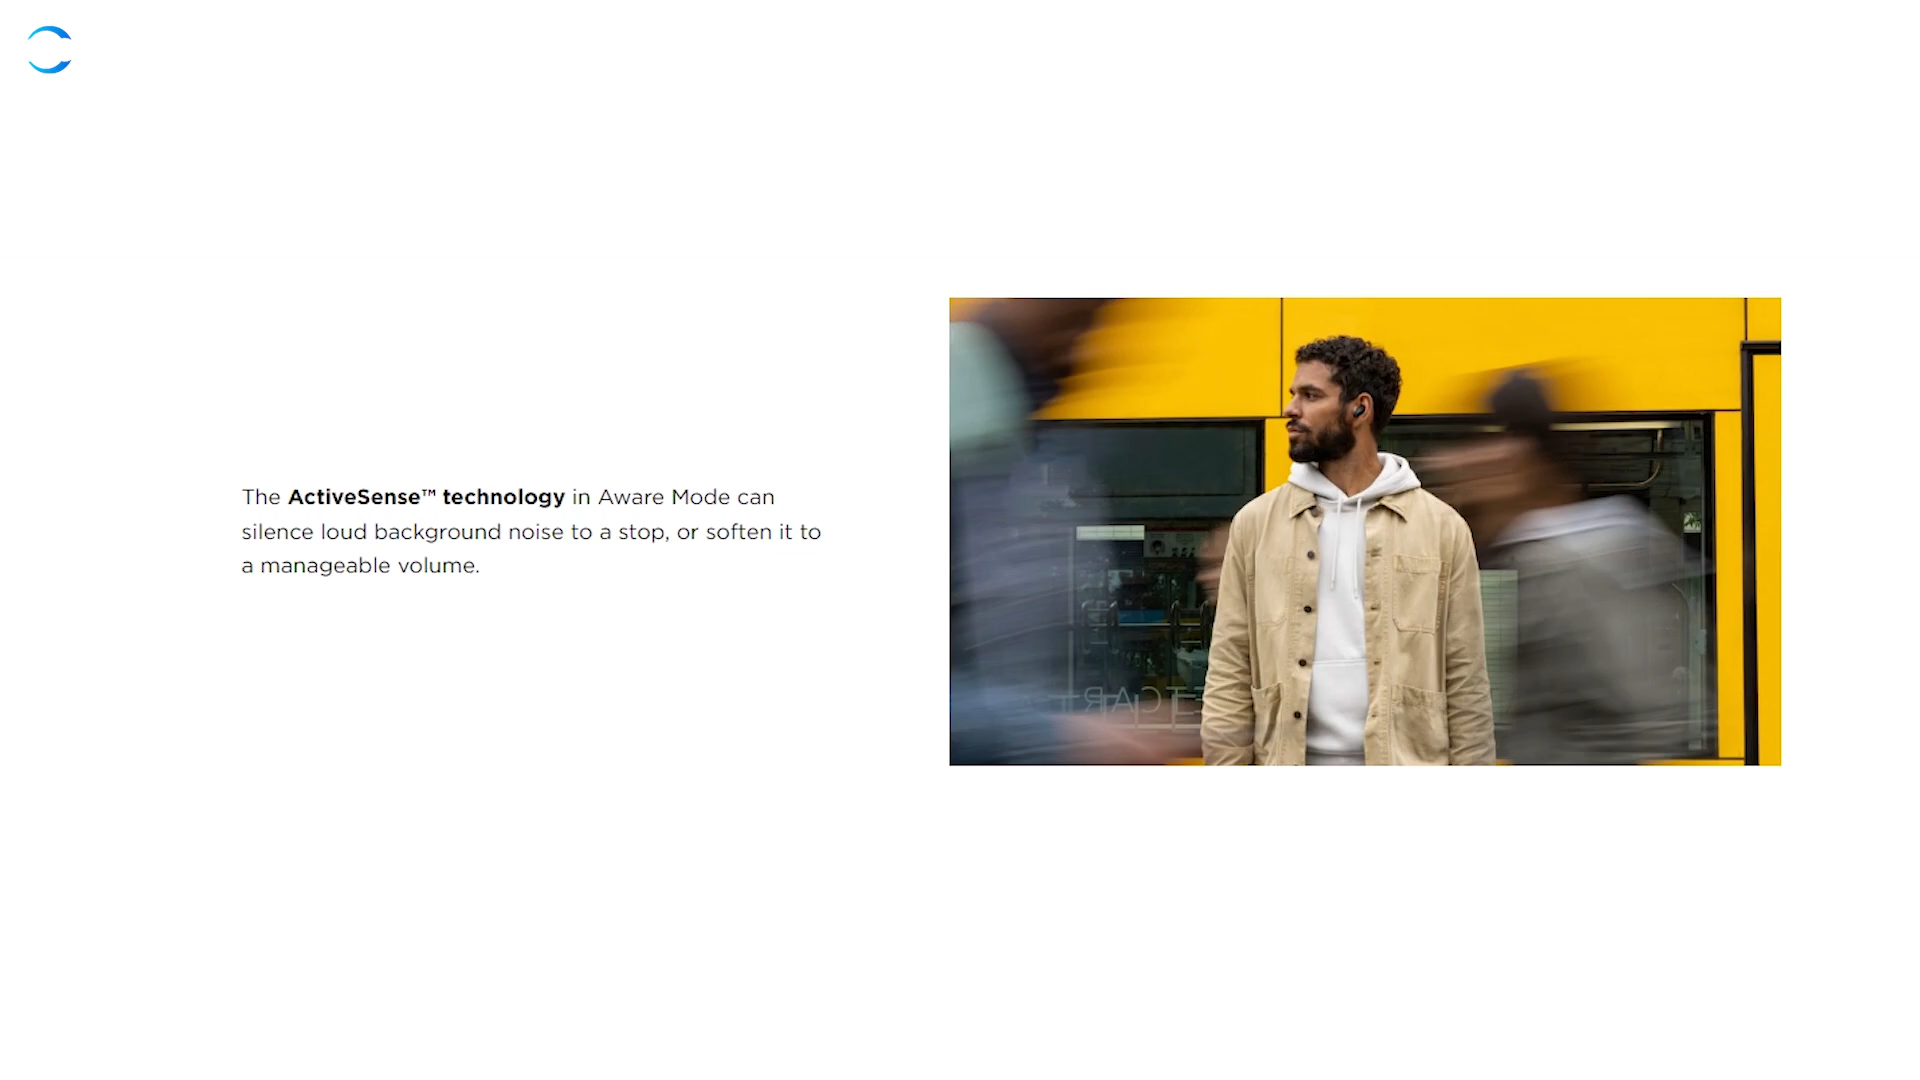 The ActiveSense™ technology in Aware Mode can
silence loud background noise to a stop, or soften it to
a manageable volume.